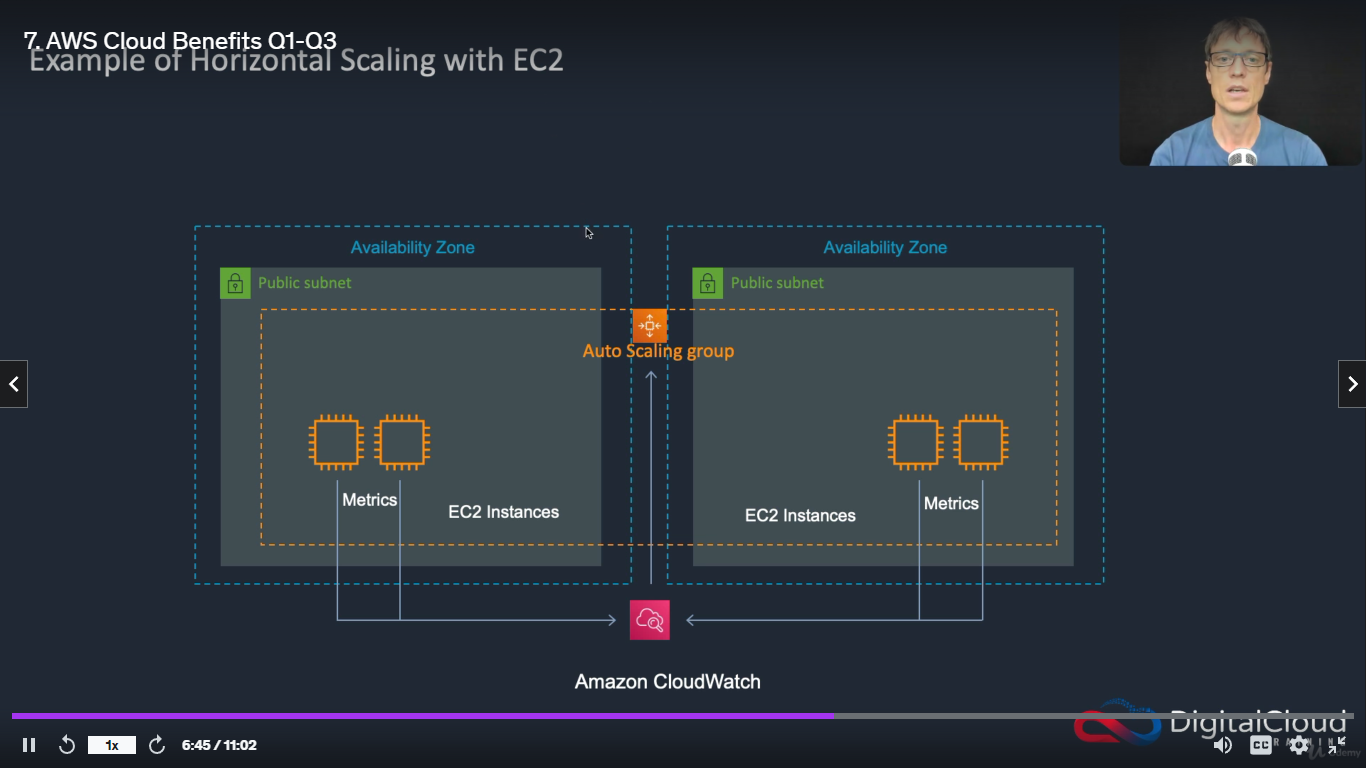 7. AWS Cloud Benefits Q1-Q3
Example of Horizontal Scaling with EC2
Availability Zone
Availability Zone
Public subnet
Public subnet
Auto Scaling group
Metrics
EC2 Instances
EC2 Instances
Metrics
Amazon CloudWatch
DigitalCloud
1x
6:45 / 11:02
CC